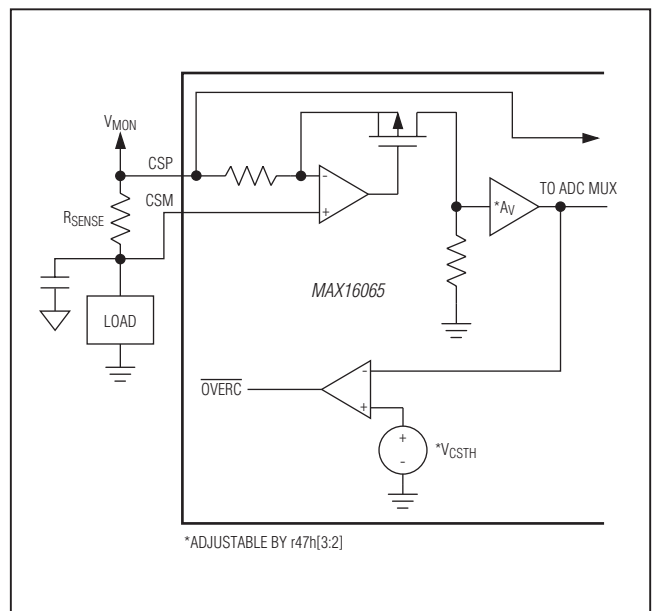 VMON
CSP
CSM
RSENSE
LOAD
-
+
*AV
TO ADC MUX
MAX16065
OVERC
-
+
+
-
*VCSTH
*ADJUSTABLE BY r47h[3:2]